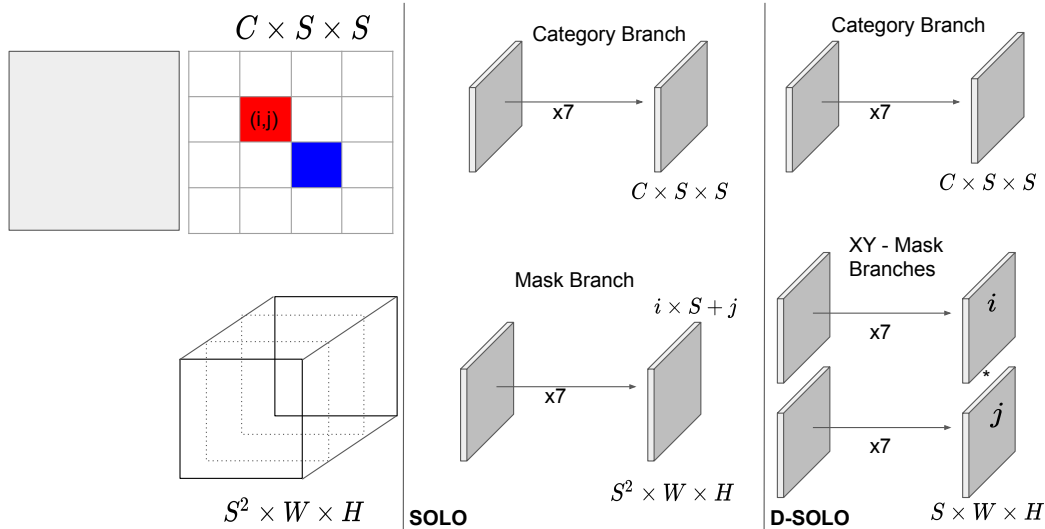 C × S × S
(i,j)
S² × W × H
Category Branch
x7
C × S × S
Mask Branch
i × S + j
x7
S² × W × H
SOLO
Category Branch
x7
C × S × S
XY - Mask
Branches
i
x7
*
j
x7
S × W × H
D-SOLO